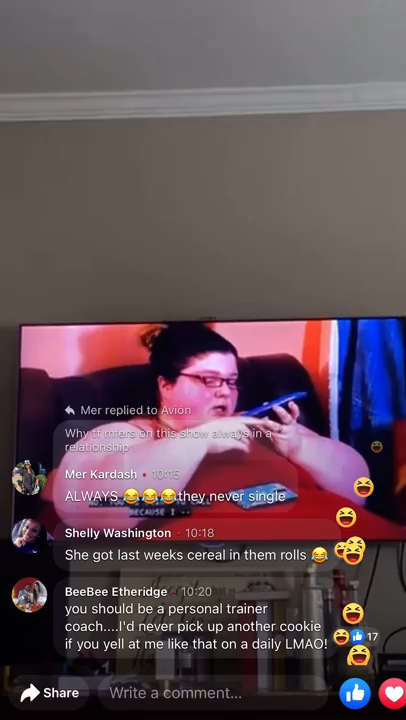 Mer replied to Avion
Why tf mfers on this show always in a
relationship
Mer Kardash • 10:15
ALWAYS 😂😂😂they never single
BECAUSE I
Shelly Washington · 10:18
She got last weeks cereal in them rolls 😂
BeeBee Etheridge · 10:20
you should be a personal trainer
coach....I'd never pick up another cookie
if you yell at me like that on a daily LMAO!
17
Share
Write a comment...